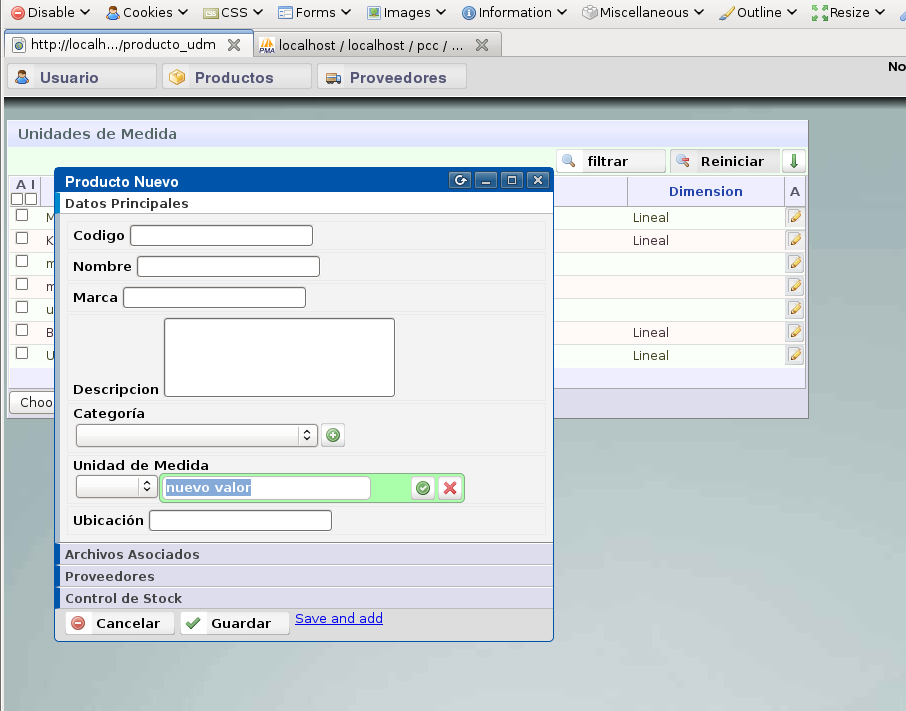 Disable Cookies CSS Forms Images Information Miscellaneous Outline Resize
http://localh.../producto_udm localhost / localhost / pcc / ...
Usuario Productos Proveedores No
Unidades de Medida
filtrar Reiniciar
A I Dimension A
Producto Nuevo
Datos Principales
M Lineal
Codigo
K Lineal
Nombre
m
Marca
m
u
B Lineal
U Lineal
Descripcion
Choo
Categoría
Unidad de Medida
nuevo valor
Ubicación
Archivos Asociados
Proveedores
Control de Stock
Cancelar Guardar Save and add